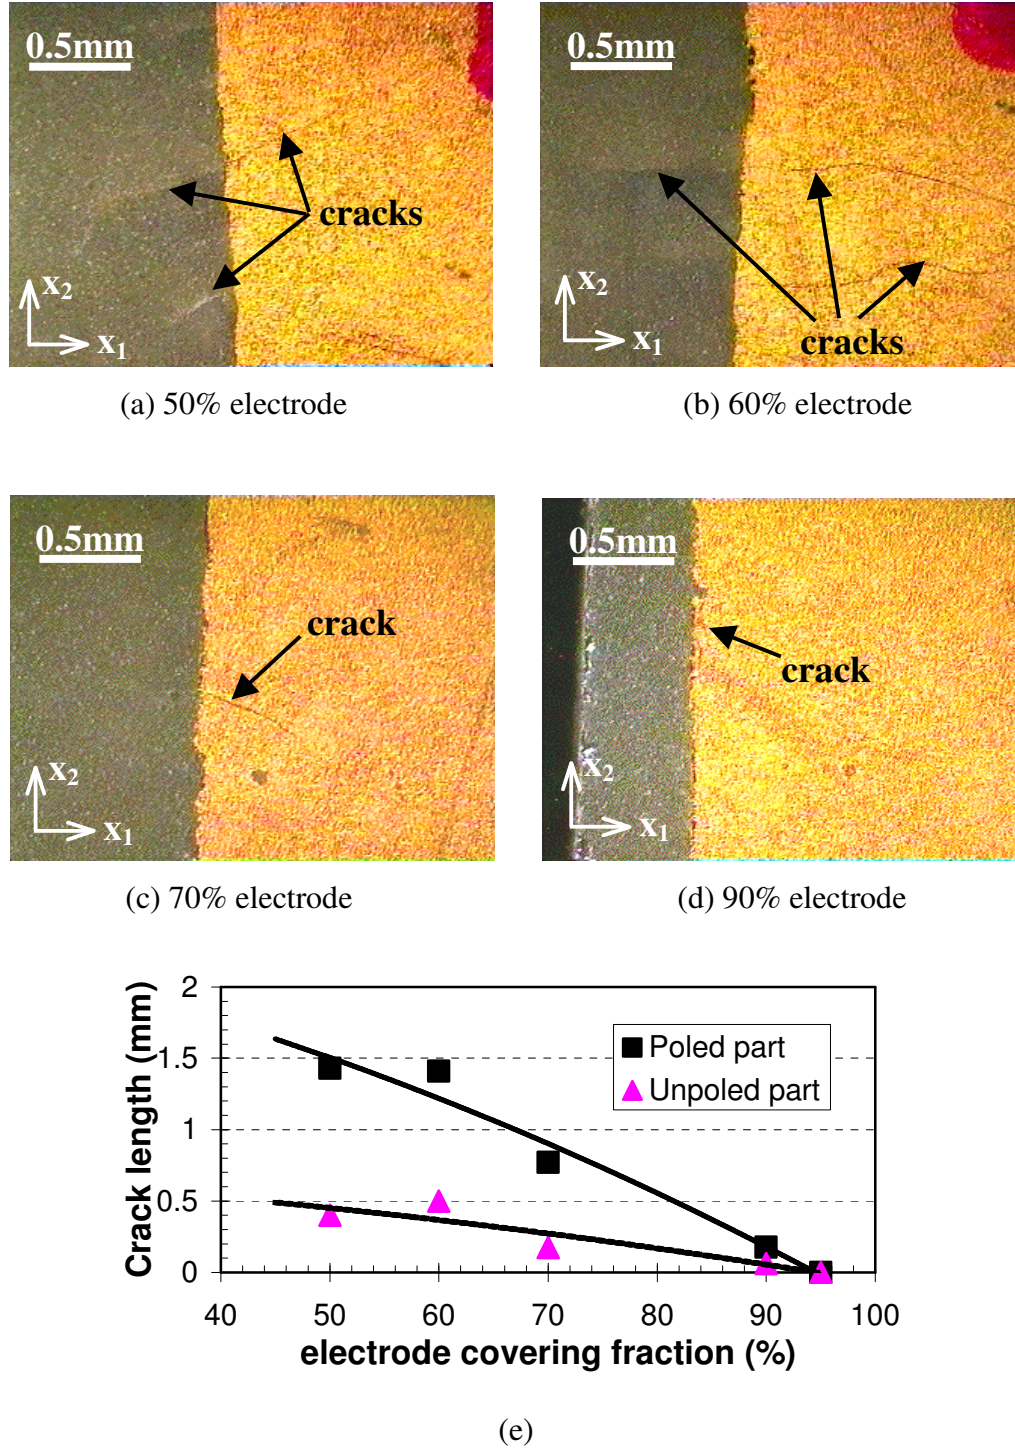 0.5mm
cracks
x2
x1
(a) 50% electrode
0.5mm
x2
x1
cracks
(b) 60% electrode
0.5mm
crack
x2
x1
(c) 70% electrode
0.5mm
crack
x2
x1
(d) 90% electrode
2
1.5
1
0.5
0
Crack length (mm)
Poled part
Unpoled part
40 50 60 70 80 90 100
electrode covering fraction (%)
(e)